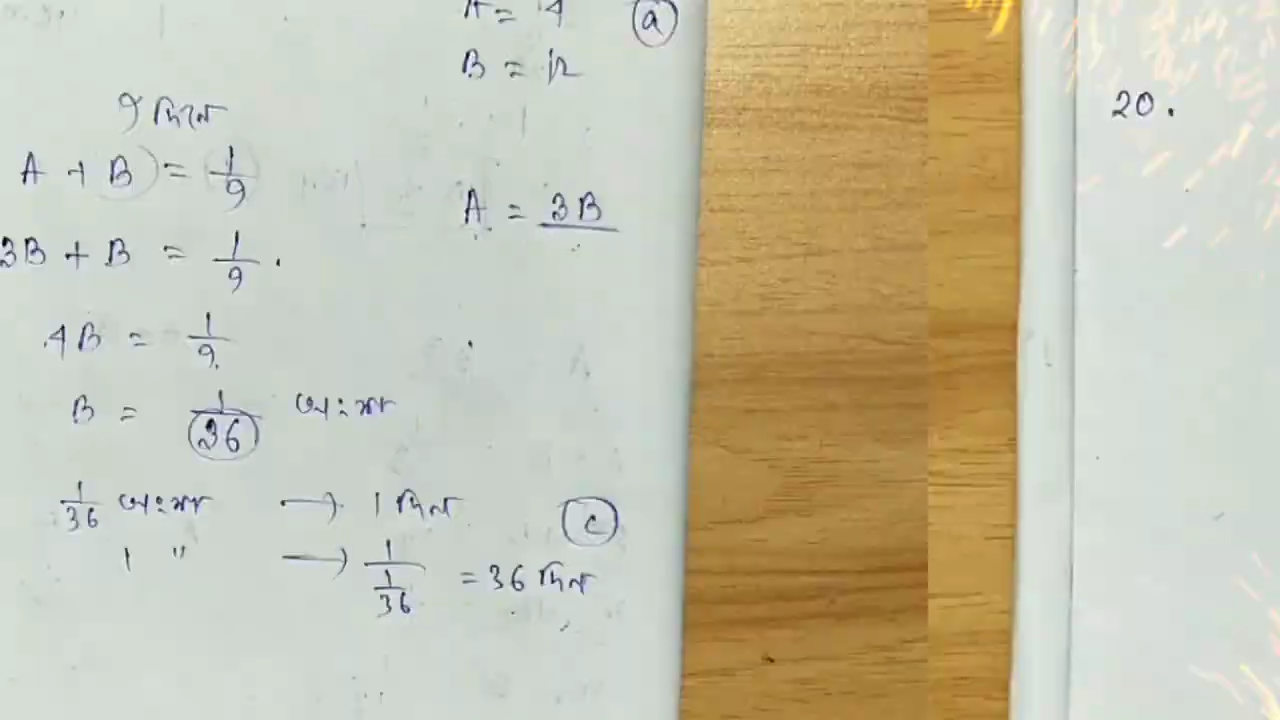 A = 4 (a)
B = 12
9 দিনে
A + B = 1/9
A = 3B
3B + B = 1/9.
4B = 1/9
B = 1/36 অংশ
1/36 অংশ → 1 দিন (c)
1 " → 1/(1/36) = 36 দিন
20.